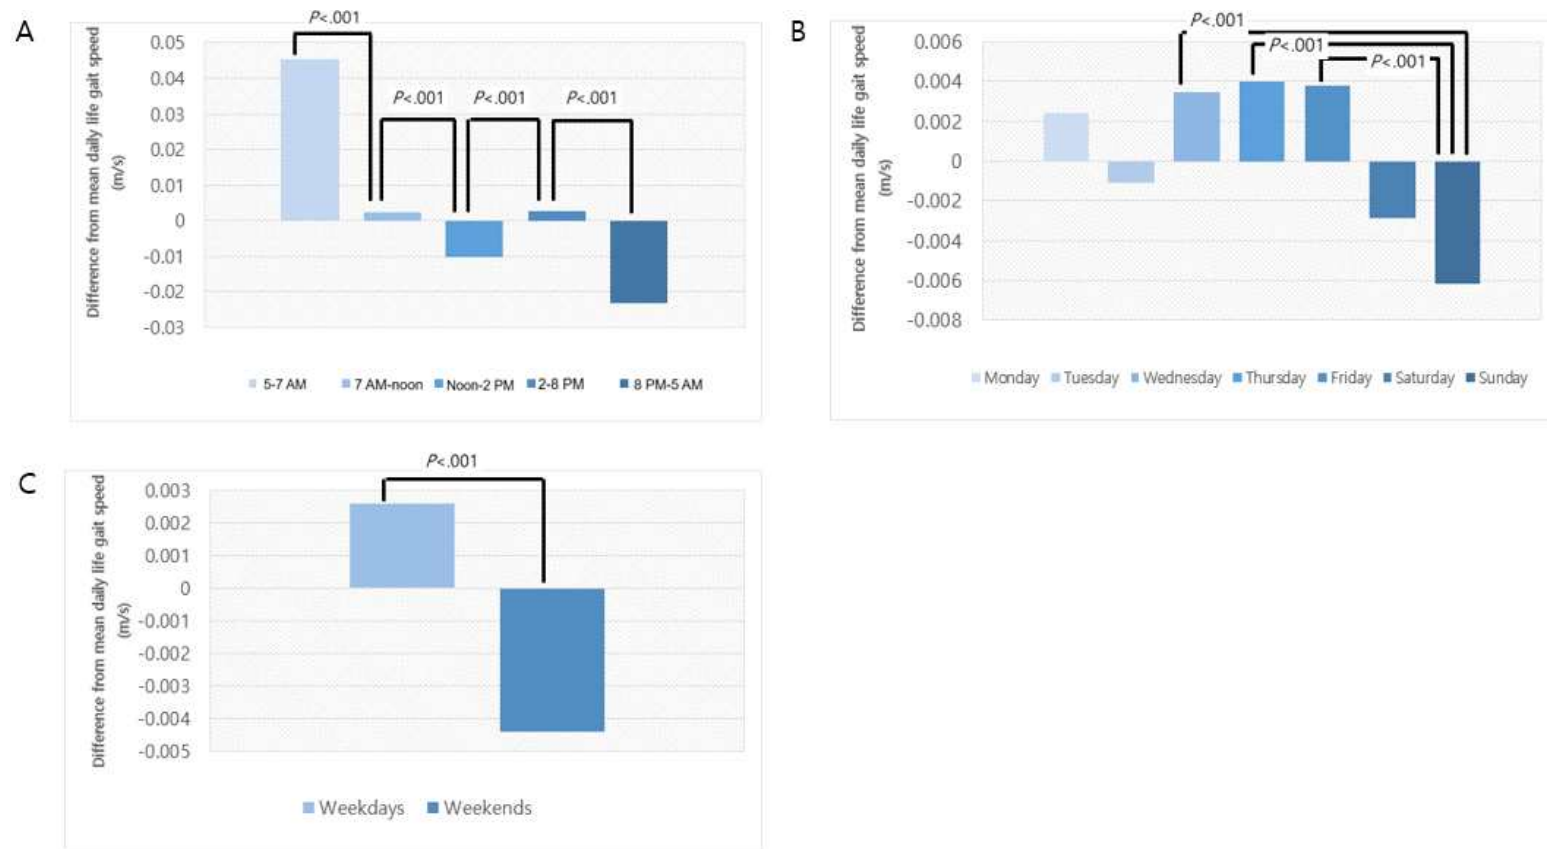 A
P<.001
P<.001 P<.001 P<.001
Difference from mean daily life gait speed
(m/s)
0.05
0.04
0.03
0.02
0.01
0
-0.01
-0.02
-0.03
5-7 AM 7 AM-noon Noon-2 PM 2-8 PM 8 PM-5 AM
B
P<.001
P<.001
P<.001
Difference from mean daily life gait speed
(m/s)
0.006
0.004
0.002
0
-0.002
-0.004
-0.006
-0.008
Monday Tuesday Wednesday Thursday Friday Saturday Sunday
C
P<.001
Difference from mean daily life gait speed
(m/s)
0.003
0.002
0.001
0
-0.001
-0.002
-0.003
-0.004
-0.005
Weekdays Weekends